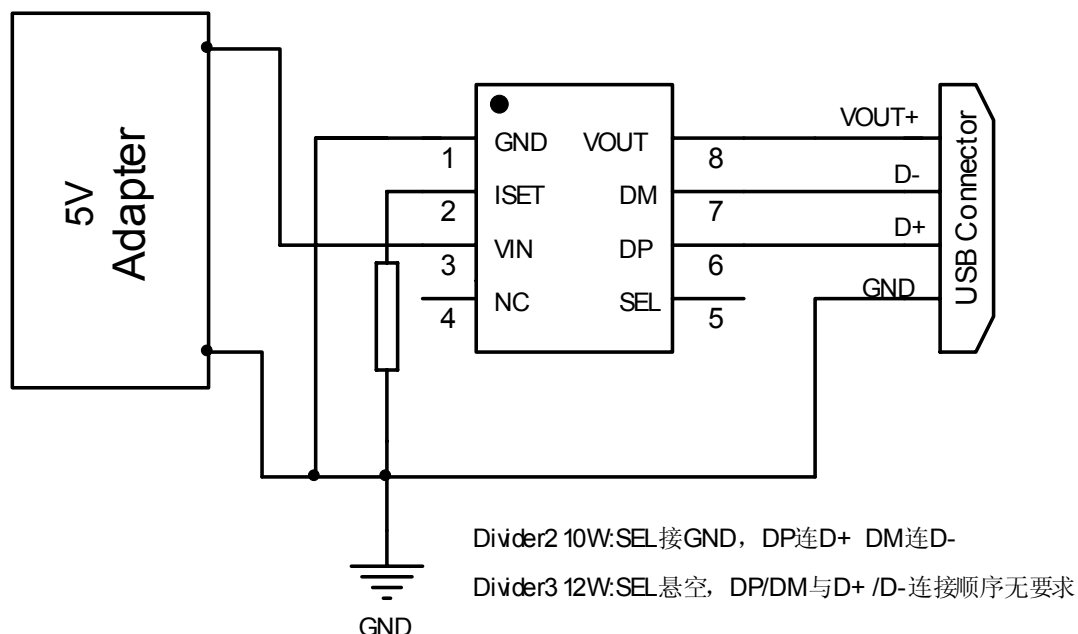 5V
Adapter
GND
VOUT
1
8
ISET
DM
2
7
VIN
DP
3
6
NC
SEL
4
5
VOUT+
D-
D+
GND
USB Connector
GND
Divider2 10W:SEL接GND，DP连D+ DM连D-
Divider3 12W:SEL悬空，DP/DM与D+ /D-连接顺序无要求